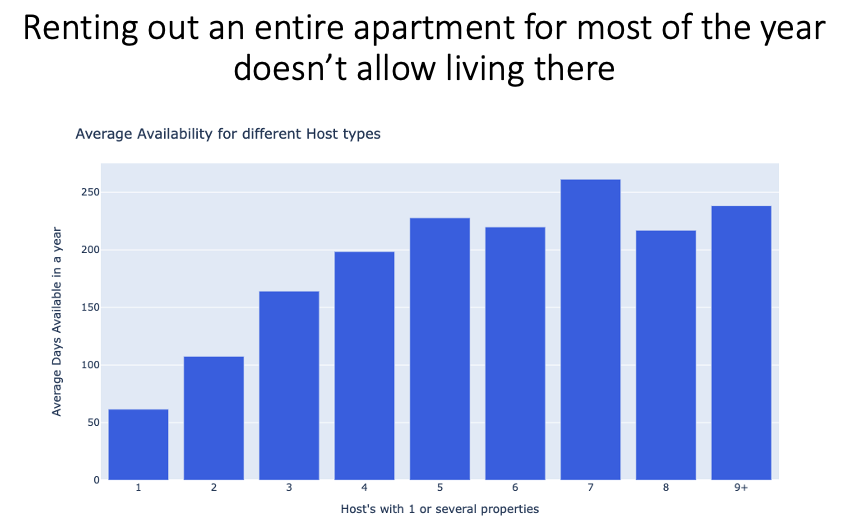 Renting out an entire apartment for most of the year
doesn’t allow living there
Average Availability for different Host types
Average Days Available in a year
250
200
150
100
50
0
1 2 3 4 5 6 7 8 9+
Host's with 1 or several properties